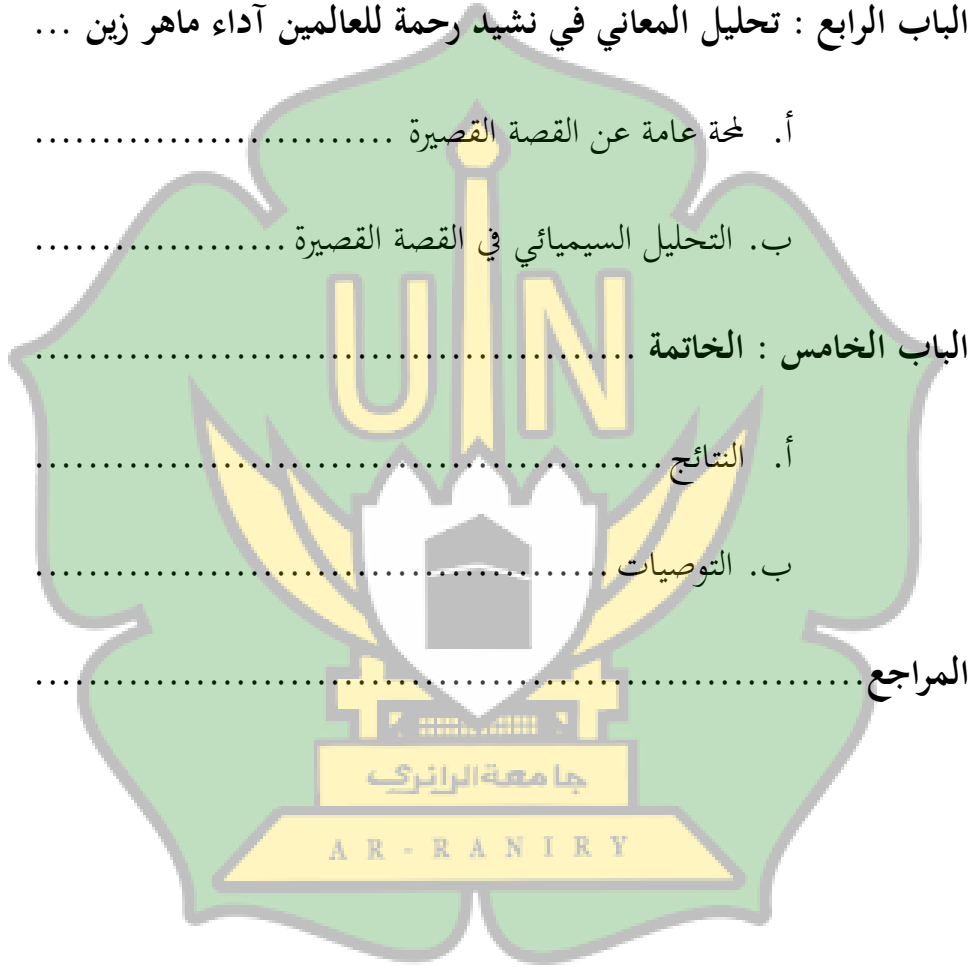 الباب الرابع : تحليل المعاني في نشيد رحمة للعالمين آداء ماهر زين ...
أ. لمحة عامة عن القصة القصيرة ...........................
ب. التحليل السيميائي في القصة القصيرة ...................
الباب الخامس : الخاتمة .............................................
أ. النتائج ...............................................
ب. التوصيات ...........................................
المراجع ..............................................................
UIN
جامعة الرانري
AR-RANIRY